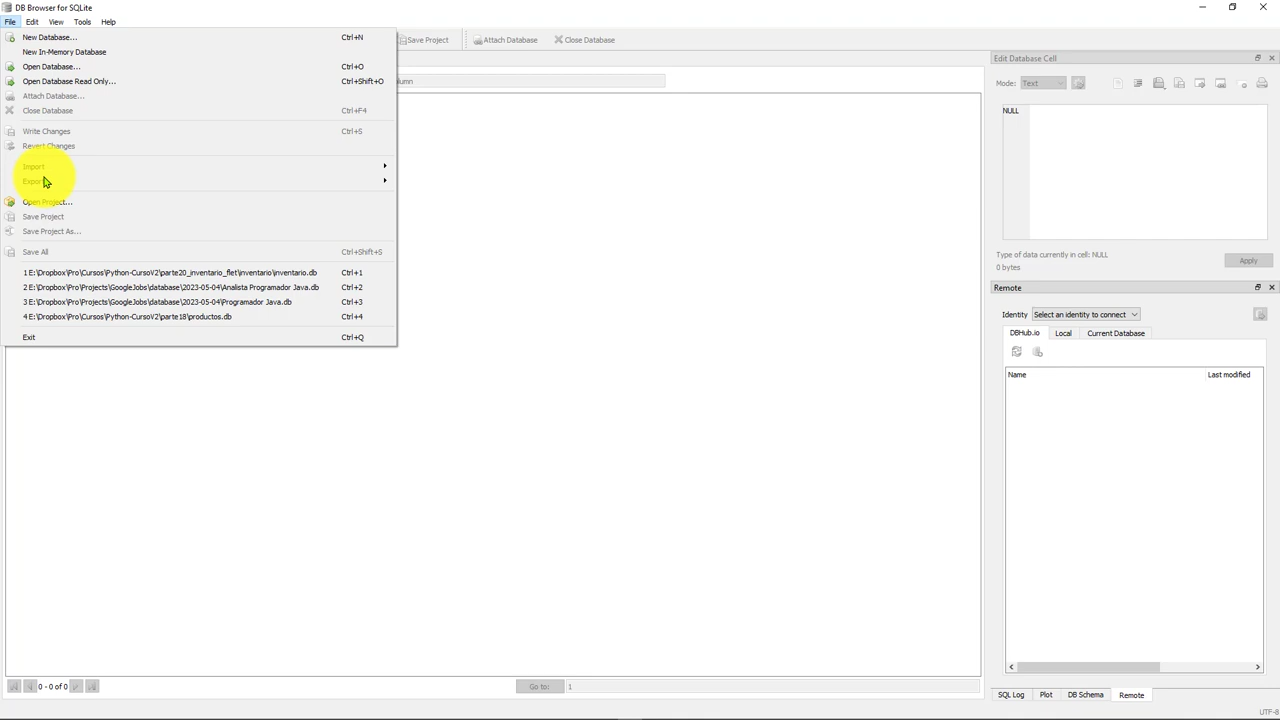 DB Browser for SQLite
File Edit View Tools Help
New Database... Ctrl+N
New In-Memory Database
Open Database... Ctrl+O
Open Database Read Only... Ctrl+Shift+O
Attach Database...
Close Database Ctrl+F4
Write Changes Ctrl+S
Revert Changes
Import
Export
Open Project...
Save Project
Save Project As...
Save All Ctrl+Shift+S
1 E:\Dropbox\Pro\Cursos\Python-CursoV2\parte20_inventario_flet\inventario\inventario.db Ctrl+1
2 E:\Dropbox\Pro\Projects\GoogleJobs\database\2023-05-04\Analista Programador Java.db Ctrl+2
3 E:\Dropbox\Pro\Projects\GoogleJobs\database\2023-05-04\Programador Java.db Ctrl+3
4 E:\Dropbox\Pro\Cursos\Python-CursoV2\parte18\productos.db Ctrl+4
Exit Ctrl+Q
Save Project Attach Database Close Database
0 - 0 of 0 Go to: 1
Edit Database Cell
Mode: Text
NULL
Type of data currently in cell: NULL
0 bytes
Apply
Remote
Identity Select an identity to connect
DBHub.io Local Current Database
Name Last modified
SQL Log Plot DB Schema Remote
UTF-8